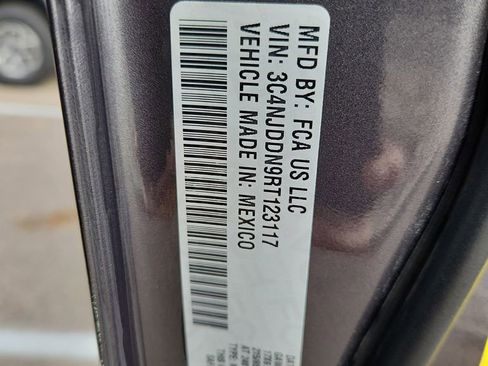 MFD BY: FCA US LLC
VIN: 3C4NJDDN9RT123117
VEHICLE MADE IN: MEXICO